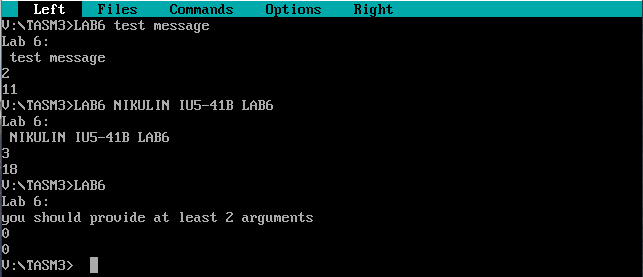 Left Files Commands Options Right
V:\TASM3>LAB6 test message
Lab 6:
 test message
2
11
V:\TASM3>LAB6 NIKULIN IU5-41B LAB6
Lab 6:
 NIKULIN IU5-41B LAB6
3
18
V:\TASM3>LAB6
Lab 6:
you should provide at least 2 arguments
0
0
V:\TASM3>